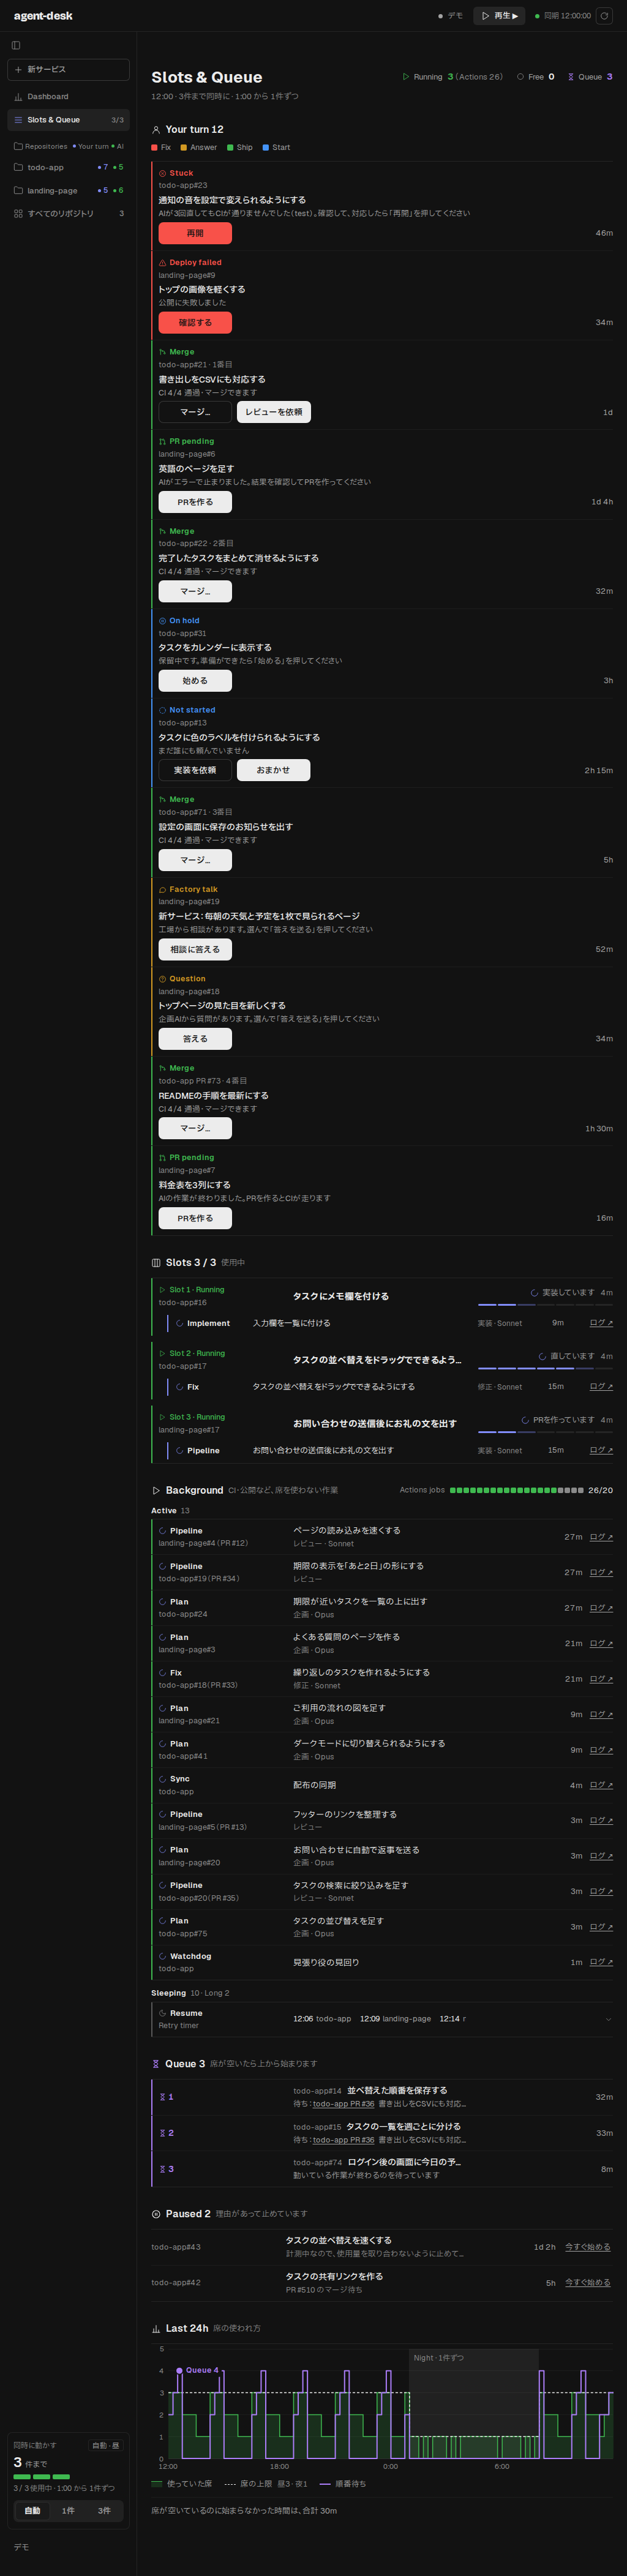 agent-desk
デモ
再生 ▶
同期 12:00:00
新サービス
Dashboard
Slots & Queue 3/3
Repositories Your turn AI
todo-app 7 5
landing-page 5 6
すべてのリポジトリ 3
Slots & Queue
Running 3 (Actions 26) Free 0 Queue 3
12:00 · 3件まで同時に · 1:00 から 1件ずつ
Your turn 12
Fix Answer Ship Start
Stuck
todo-app#23
通知の音を設定で変えられるようにする
AIが3回直してもCIが通りませんでした(test)。確認して、対応したら「再開」を押してください
再開 46m
Deploy failed
landing-page#9
トップの画像を軽くする
公開に失敗しました
確認する 34m
Merge
todo-app#21 · 1番目
書き出しをCSVにも対応する
CI 4/4 通過・マージできます
マージ… レビューを依頼 1d
PR pending
landing-page#6
英語のページを足す
AIがエラーで止まりました。結果を確認してPRを作ってください
PRを作る 1d 4h
Merge
todo-app#22 · 2番目
完了したタスクをまとめて消せるようにする
CI 4/4 通過・マージできます
マージ… 32m
On hold
todo-app#31
タスクをカレンダーに表示する
保留中です。準備ができたら「始める」を押してください
始める 3h
Not started
todo-app#13
タスクに色のラベルを付けられるようにする
まだ誰にも頼んでいません
実装を依頼 おまかせ 2h 15m
Merge
todo-app#71 · 3番目
設定の画面に保存のお知らせを出す
CI 4/4 通過・マージできます
マージ… 5h
Factory talk
landing-page#19
新サービス：毎朝の天気と予定を1枚で見られるページ
工場から相談があります。選んで「答えを送る」を押してください
相談に答える 52m
Question
landing-page#18
トップページの見た目を新しくする
企画AIから質問があります。選んで「答えを送る」を押してください
答える 34m
Merge
todo-app PR#73 · 4番目
READMEの手順を最新にする
CI 4/4 通過・マージできます
マージ… 1h 30m
PR pending
landing-page#7
料金表を3列にする
AIの作業が終わりました。PRを作るとCIが走ります
PRを作る 16m
Slots 3 / 3 使用中
Slot 1 · Running
todo-app#16
タスクにメモ欄を付ける
実装しています 4m
Implement 入力欄を一覧に付ける 実装 · Sonnet 9m ログ ↗
Slot 2 · Running
todo-app#17
タスクの並べ替えをドラッグでできるよう…
直しています 4m
Fix タスクの並べ替えをドラッグでできるようにする 修正 · Sonnet 15m ログ ↗
Slot 3 · Running
landing-page#17
お問い合わせの送信後にお礼の文を出す
PRを作っています 4m
Pipeline お問い合わせの送信後にお礼の文を出す 実装 · Sonnet 15m ログ ↗
Background CI・公開など、席を使わない作業 Actions jobs 26/20
Active 13
Pipeline ページの読み込みを速くする
landing-page#4(PR#12) レビュー · Sonnet 27m ログ ↗
Pipeline 期限の表示を「あと2日」の形にする
todo-app#19(PR#34) レビュー 27m ログ ↗
Plan 期限が近いタスクを一覧の上に出す
todo-app#24 企画 · Opus 27m ログ ↗
Plan よくある質問のページを作る
landing-page#3 企画 · Opus 21m ログ ↗
Fix 繰り返しのタスクを作れるようにする
todo-app#18(PR#33) 修正 · Sonnet 21m ログ ↗
Plan ご利用の流れの図を足す
landing-page#21 企画 · Opus 9m ログ ↗
Plan ダークモードに切り替えられるようにする
todo-app#41 企画 · Opus 9m ログ ↗
Sync 配布の同期
todo-app 4m ログ ↗
Pipeline フッターのリンクを整理する
landing-page#5(PR#13) レビュー 3m ログ ↗
Plan お問い合わせに自動で返事を送る
landing-page#20 企画 · Opus 3m ログ ↗
Pipeline タスクの検索に絞り込みを足す
todo-app#20(PR#35) レビュー · Sonnet 3m ログ ↗
Plan タスクの並び替えを足す
todo-app#75 企画 · Opus 3m ログ ↗
Watchdog 見張り役の見回り
todo-app 1m ログ ↗
Sleeping 10 · Long 2
Resume
Retry timer
12:06 todo-app 12:09 landing-page 12:14 r
Queue 3 席が空いたら上から始まります
1 todo-app#14 並べ替えた順番を保存する
待ち：todo-app PR#36 書き出しをCSVにも対応… 32m
2 todo-app#15 タスクの一覧を週ごとに分ける
待ち：todo-app PR#36 書き出しをCSVにも対応… 33m
3 todo-app#74 ログイン後の画面に今日の予…
動いている作業が終わるのを待っています 8m
Paused 2 理由があって止めています
todo-app#43 タスクの並べ替えを速くする
計測中なので、使用量を取り合わないように止めて… 1d 2h 今すぐ始める
todo-app#42 タスクの共有リンクを作る
PR#510のマージ待ち 5h 今すぐ始める
Last 24h 席の使われ方
5
4
3
2
1
0
Queue 4
Night · 1件ずつ
12:00 18:00 0:00 6:00
使っていた席 席の上限 昼3・夜1 順番待ち
席が空いているのに始まらなかった時間は、合計 30m
同時に動かす 自動 · 昼
3 件まで
3 / 3 使用中 · 1:00 から 1件ずつ
自動 1件 3件
デモ